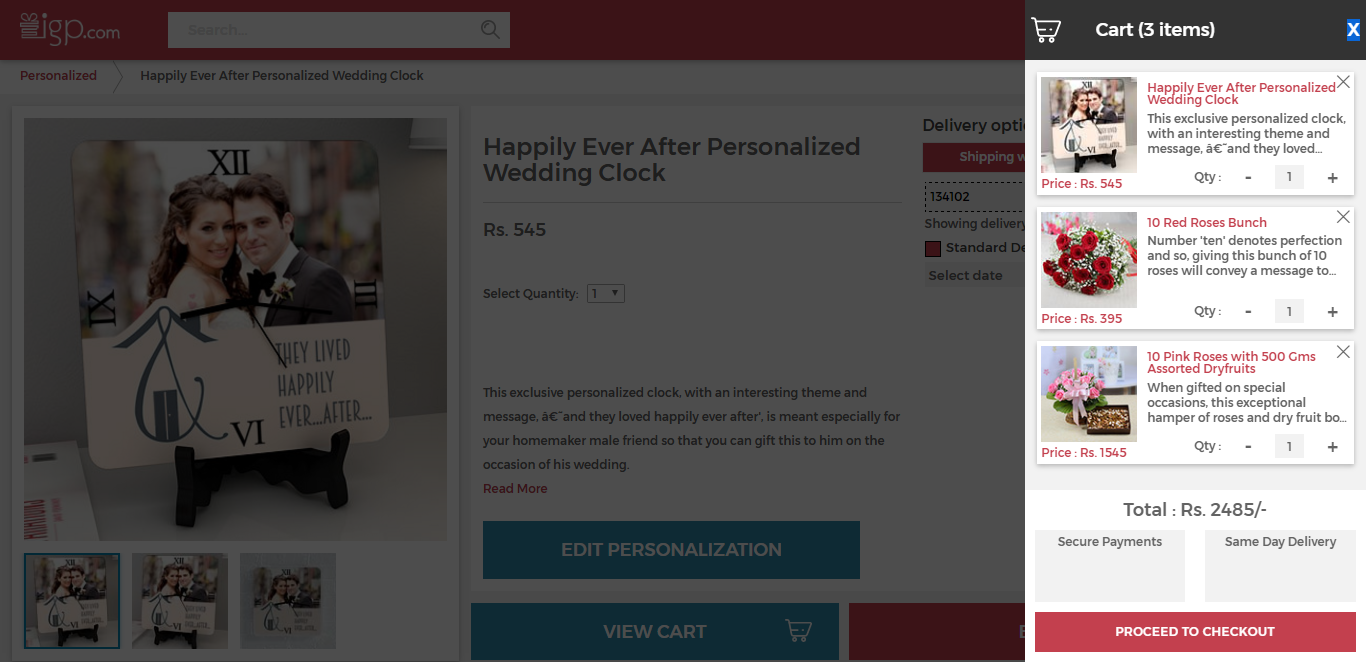 igp.com
Search...
Cart (3 items)
X
Personalized
Happily Ever After Personalized Wedding Clock
XII
III
VI
IX
THEY LIVED
HAPPILY
EVER...AFTER...
Happily Ever After Personalized
Wedding Clock
Rs. 545
Select Quantity:
1
This exclusive personalized clock, with an interesting theme and
message, â€˜and they loved happily ever after', is meant especially for
your homemaker male friend so that you can gift this to him on the
occasion of his wedding.
Read More
EDIT PERSONALIZATION
VIEW CART
Delivery opti
Shipping
134102
Showing delivery
Standard De
Select date
Happily Ever After Personalized
Wedding Clock
This exclusive personalized clock,
with an interesting theme and
message, â€˜and they loved...
Price : Rs. 545
Qty : - 1 +
10 Red Roses Bunch
Number 'ten' denotes perfection
and so, giving this bunch of 10
roses will convey a message to...
Price : Rs. 395
Qty : - 1 +
10 Pink Roses with 500 Gms
Assorted Dryfruits
When gifted on special
occasions, this exceptional
hamper of roses and dry fruit bo...
Price : Rs. 1545
Qty : - 1 +
Total : Rs. 2485/-
Secure Payments
Same Day Delivery
PROCEED TO CHECKOUT